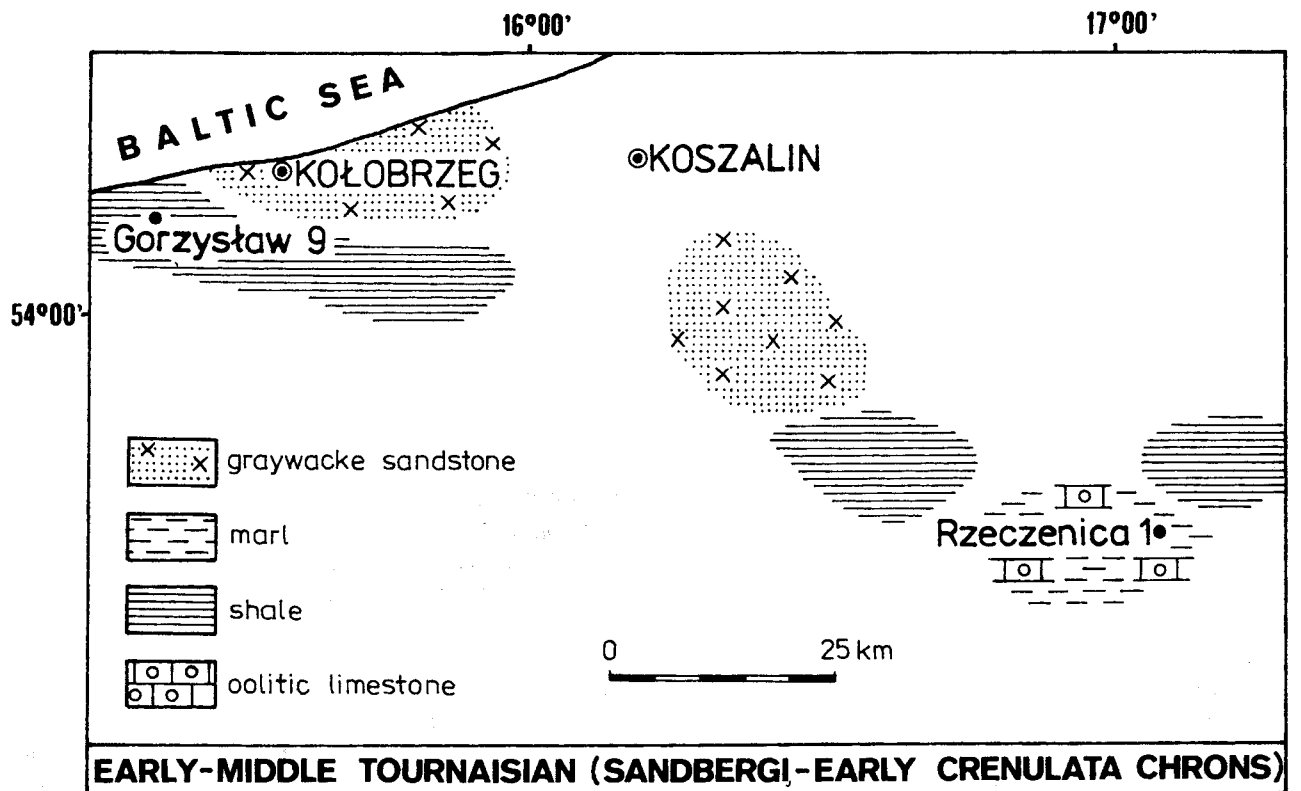 16°00' 17°00'
BALTIC SEA
KOŁOBRZEG
KOSZALIN
Gorzysław 9
54°00'
graywacke sandstone
marl
shale
oolitic limestone
Rzeczenica 1
0 25 km
EARLY-MIDDLE TOURNAISIAN (SANDBERGI,-EARLY CRENULATA CHRONS)